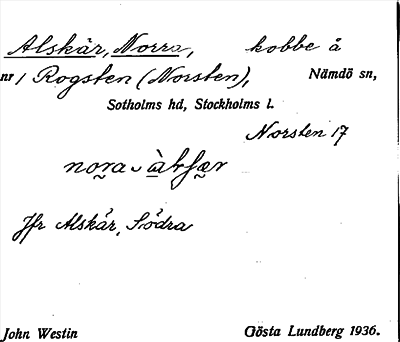 Alskär, Norra, kobbe å
nr 1 Rogsten (Norsten), Nämdö sn,
Sotholms hd, Stockholms l.
Norsten 17
nora
Jfr Alskär, Södra
John Westin Gösta Lundberg 1936.